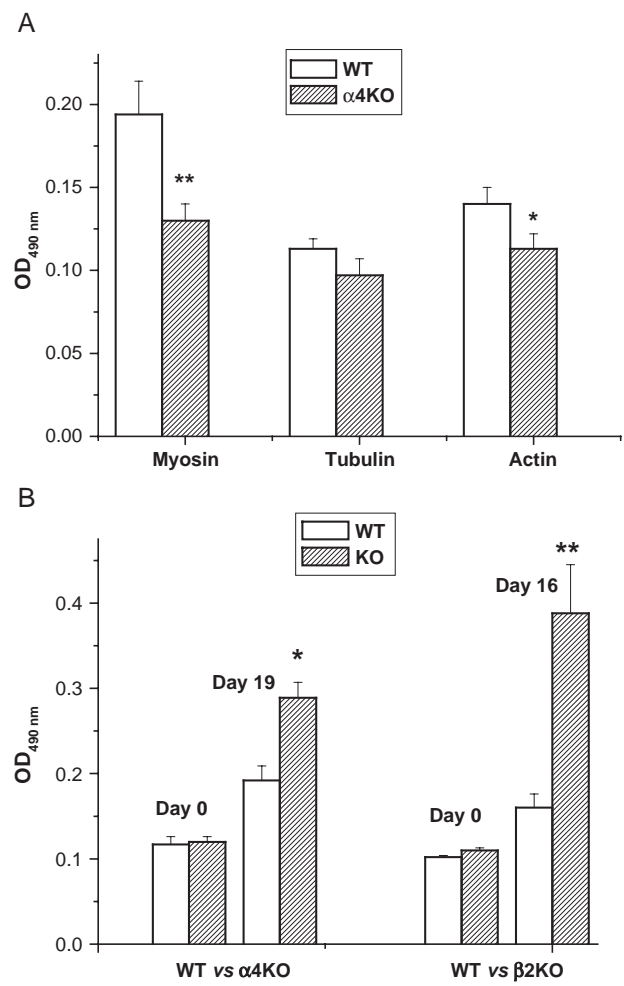 A
WT
α4KO
0.20
0.15
0.10
0.05
0.00
OD490 nm
**
*
Myosin Tubulin Actin
B
WT
KO
0.4
0.3
0.2
0.1
0.0
OD490 nm
**
Day 16
*
Day 19
Day 0
Day 0
WT vs α4KO WT vs β2KO